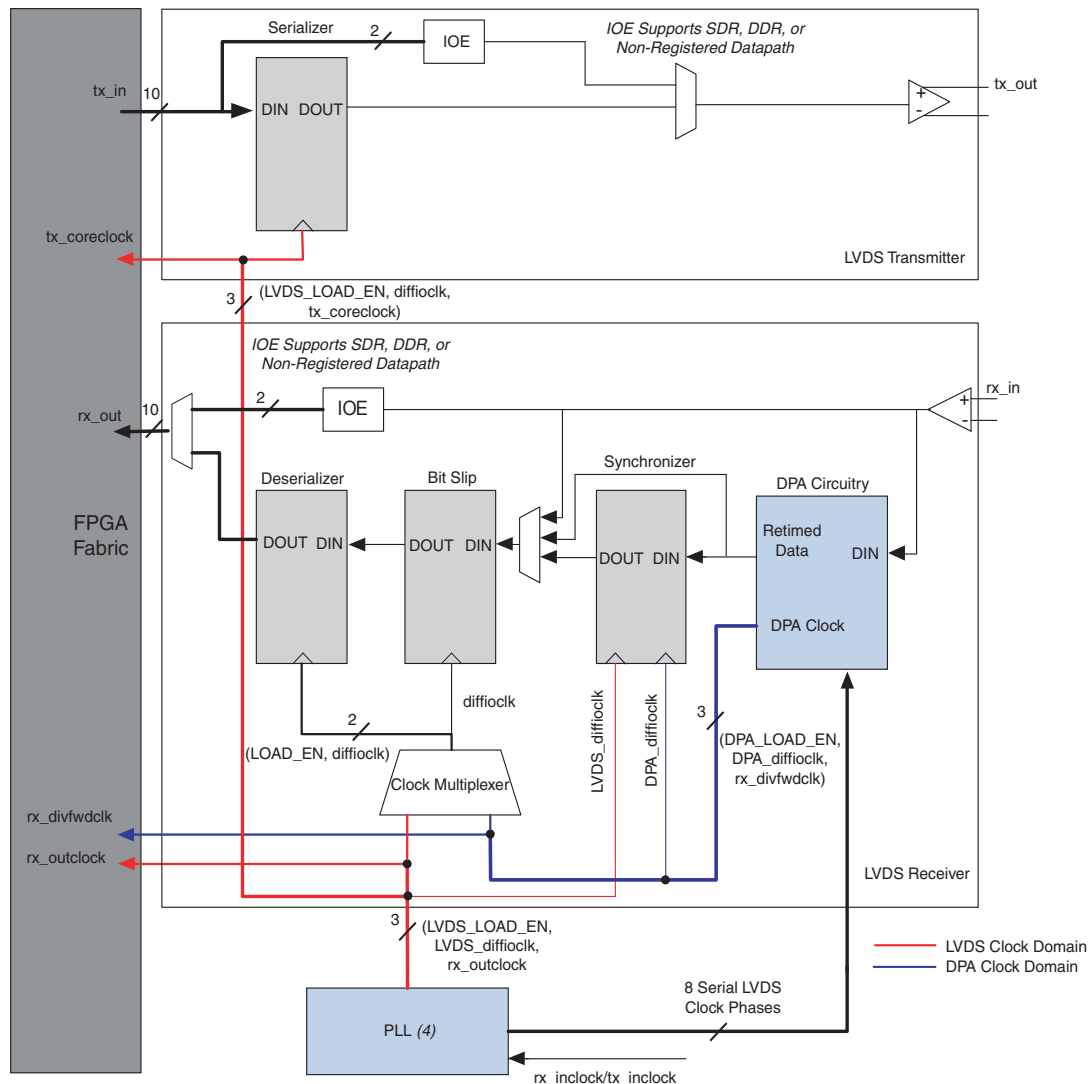 Serializer
2
IOE
IOE Supports SDR, DDR, or
Non-Registered Datapath
tx_in
10
DIN DOUT
+
-
tx_out
tx_coreclock
LVDS Transmitter
3
(LVDS_LOAD_EN, diffioclk,
tx_coreclock)
IOE Supports SDR, DDR, or
Non-Registered Datapath
rx_out
10
2
IOE
+
-
rx_in
FPGA
Fabric
Deserializer
DOUT DIN
Bit Slip
DOUT DIN
Synchronizer
DOUT DIN
DPA Circuitry
Retimed
Data
DIN
DPA Clock
2
(LOAD_EN, diffioclk)
diffioclk
LVDS_diffioclk
DPA_diffioclk
3
(DPA_LOAD_EN,
DPA_diffioclk,
rx_divfwdclk)
Clock Multiplexer
rx_divfwdclk
rx_outclock
LVDS Receiver
3
(LVDS_LOAD_EN,
LVDS_diffioclk,
rx_outclock
LVDS Clock Domain
DPA Clock Domain
8 Serial LVDS
Clock Phases
PLL (4)
rx_inclock/tx_inclock